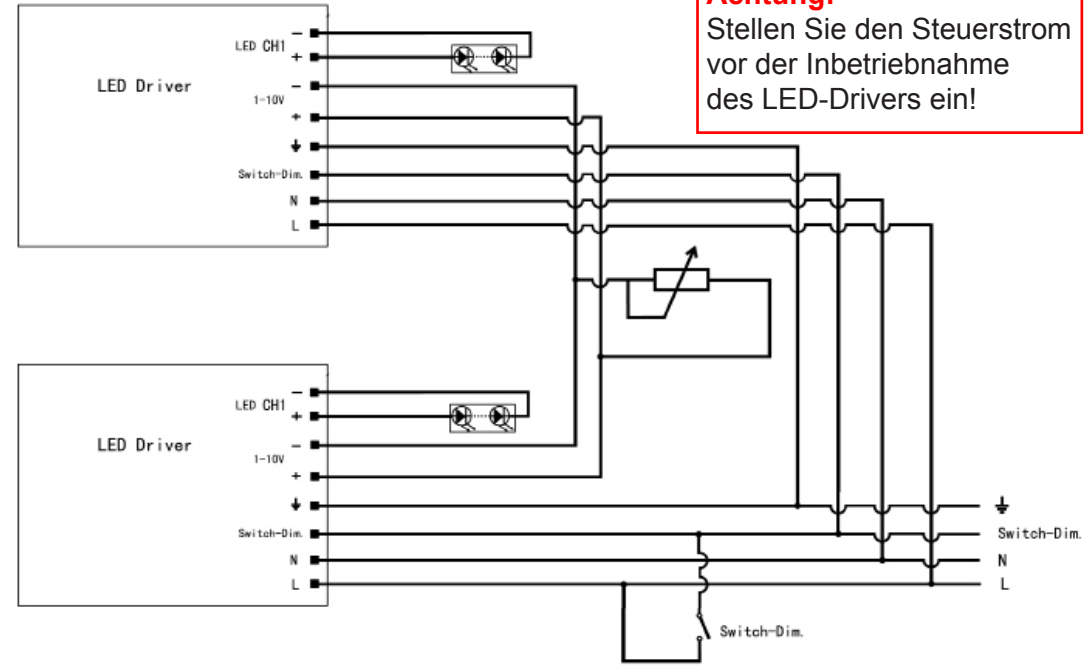 Achtung!
Stellen Sie den Steuerstrom
vor der Inbetriebnahme
des LED-Drivers ein!
LED Driver
LED CH1
−
+
1-10V
−
+
Switch-Dim.
N
L
LED Driver
LED CH1
−
+
1-10V
−
+
Switch-Dim.
N
L
Switch-Dim.
N
L
Switch-Dim.